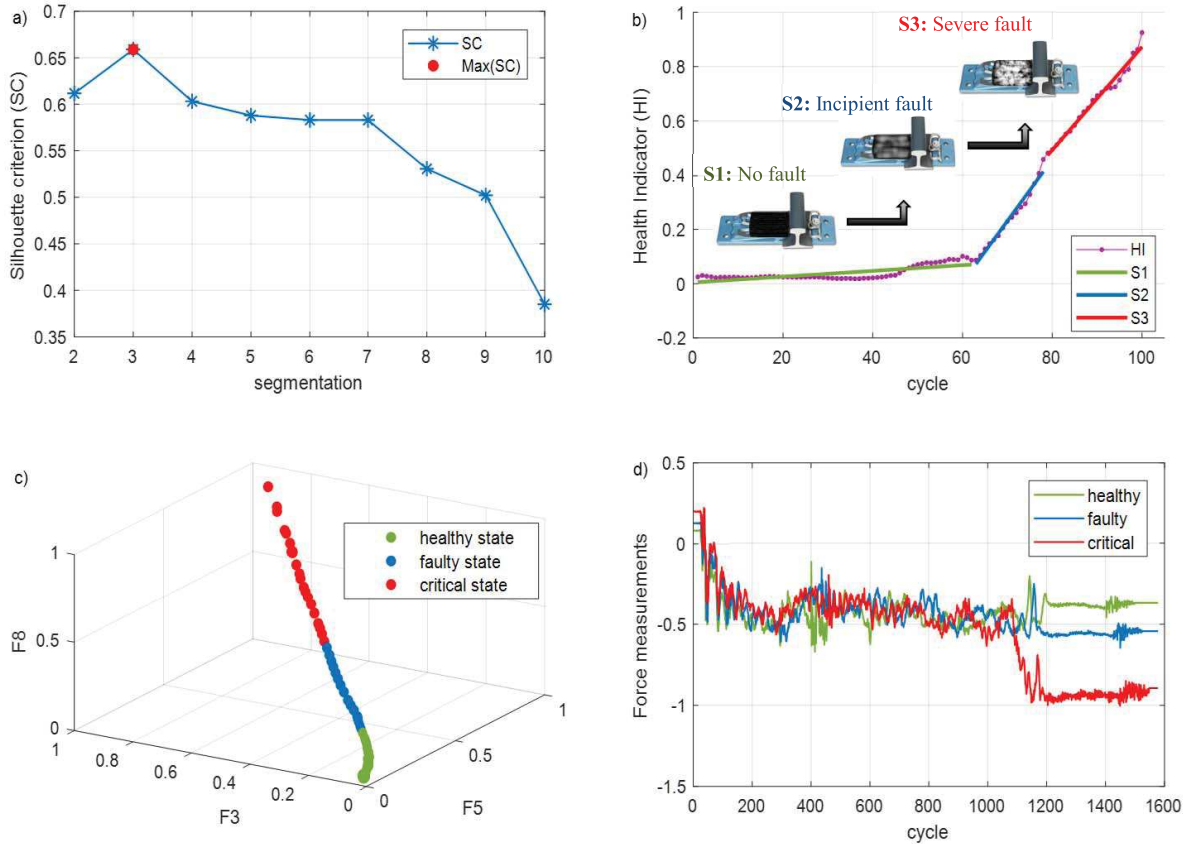 a)
0.7
0.65
0.6
0.55
0.5
0.45
0.4
0.35
Silhouette criterion (SC)
2 3 4 5 6 7 8 9 10
segmentation
SC
Max(SC)
b)
1
0.8
0.6
0.4
0.2
0
-0.2
Health Indicator (HI)
0 20 40 60 80 100
cycle
S3: Severe fault
S2: Incipient fault
S1: No fault
HI
S1
S2
S3
c)
1
0.5
0
F8
1 0.8 0.6 0.4 0.2 0
F3
0 0.5 1
F5
healthy state
faulty state
critical state
d)
0.5
0
-0.5
-1
-1.5
Force measurements
0 200 400 600 800 1000 1200 1400 1600
cycle
healthy
faulty
critical